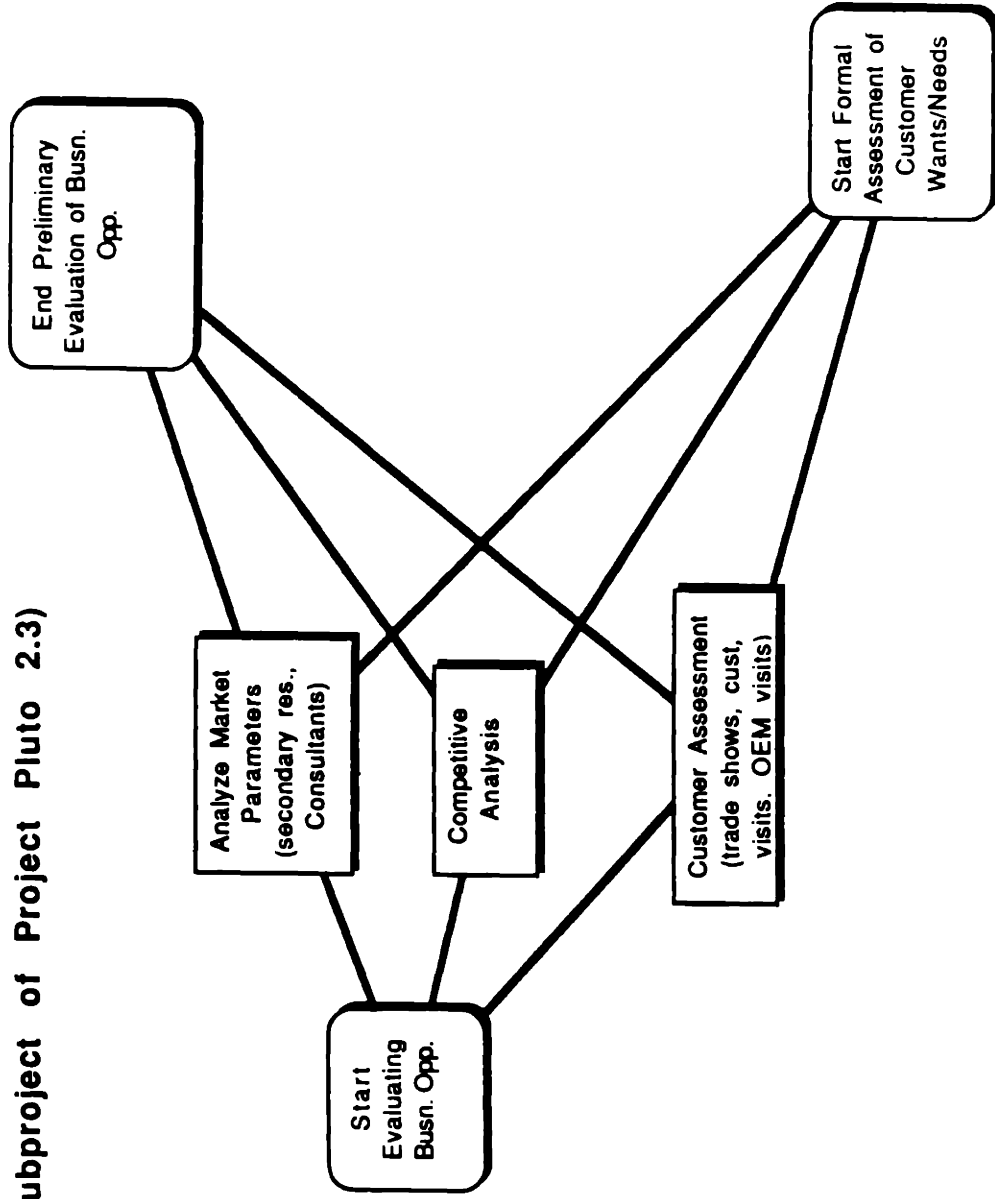 ubproject of Project Pluto 2.3)
Start
Evaluating
Busn. Opp.
Analyze Market
Parameters
(secondary res.,
Consultants)
Competitive
Analysis
Customer Assessment
(trade shows, cust,
visits. OEM visits)
End Preliminary
Evaluation of Busn.
Opp.
Start Formal
Assessment of
Customer
Wants/Needs